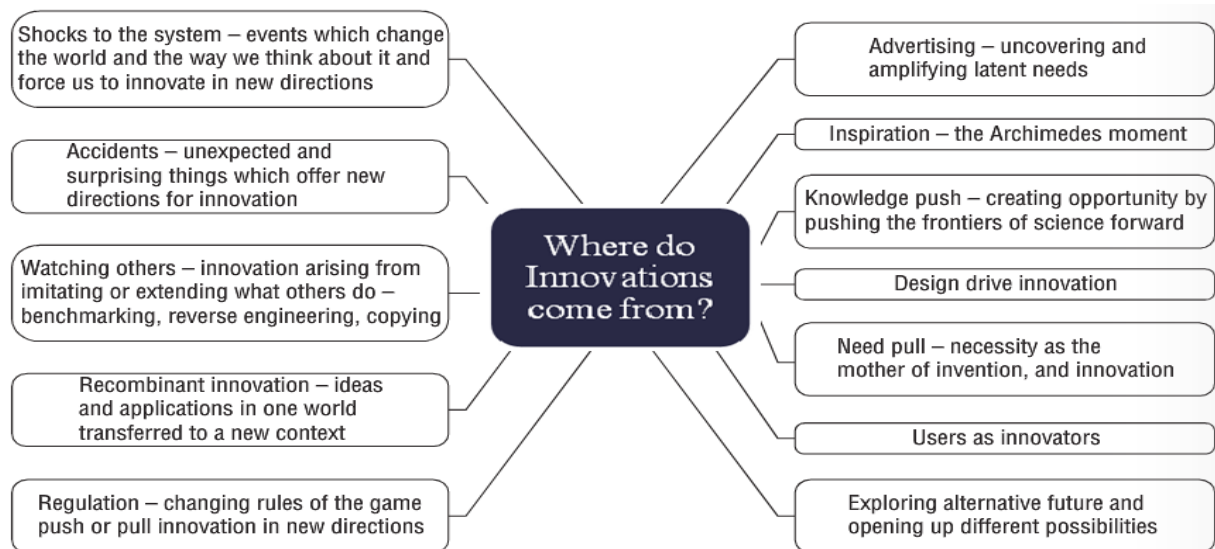 Shocks to the system – events which change
the world and the way we think about it and
force us to innovate in new directions
Accidents – unexpected and
surprising things which offer new
directions for innovation
Watching others – innovation arising from
imitating or extending what others do –
benchmarking, reverse engineering, copying
Recombinant innovation – ideas
and applications in one world
transferred to a new context
Regulation – changing rules of the game
push or pull innovation in new directions
Where do
Innovations
come from?
Advertising – uncovering and
amplifying latent needs
Inspiration – the Archimedes moment
Knowledge push – creating opportunity by
pushing the frontiers of science forward
Design drive innovation
Need pull – necessity as the
mother of invention, and innovation
Users as innovators
Exploring alternative future and
opening up different possibilities